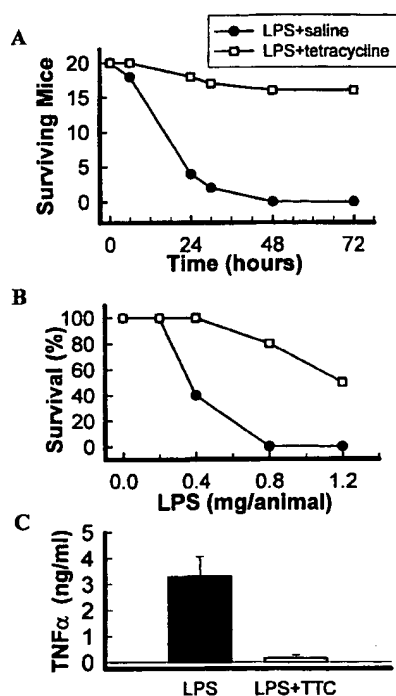 LPS+saline
LPS+tetracycline
A
20
15
10
5
0
Surviving Mice
0 24 48 72
Time (hours)
B
100
80
60
40
20
0
Survival (%)
0.0 0.4 0.8 1.2
LPS (mg/animal)
C
5
4
3
2
1
0
TNFα (ng/ml)
LPS LPS+TTC